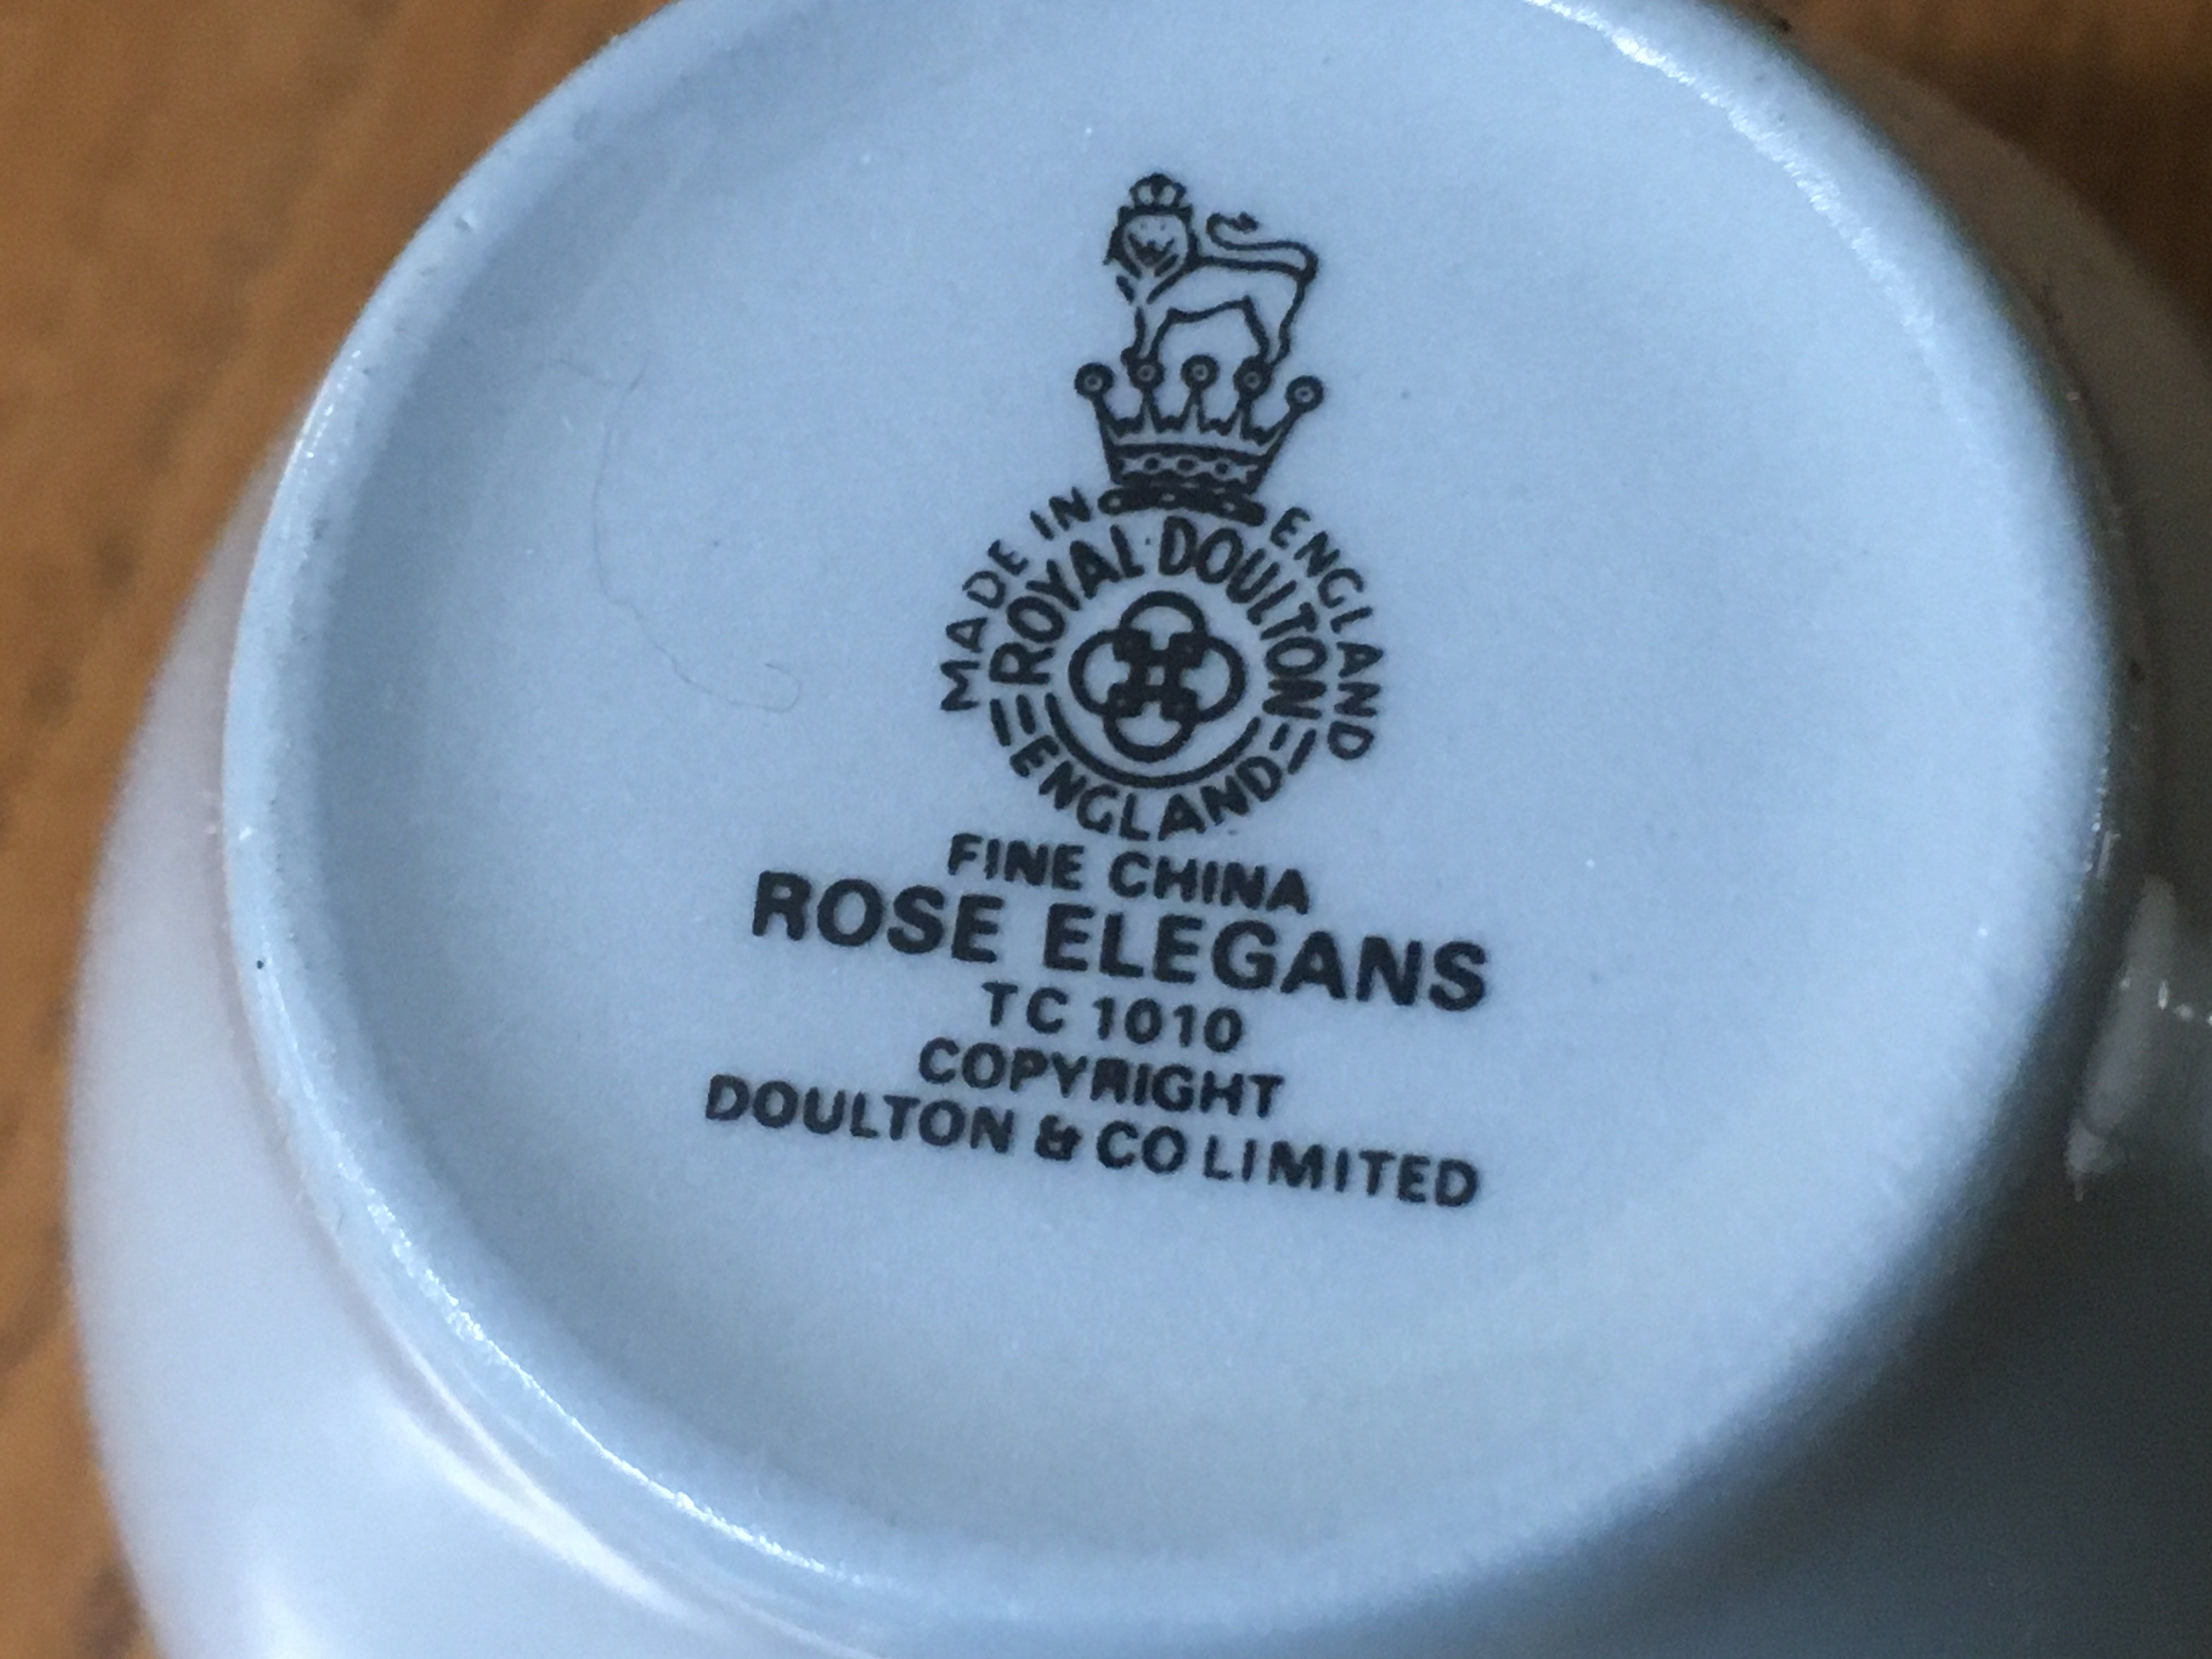 MADE IN ENGLAND
ROYAL DOULTON
ENGLAND
FINE CHINA
ROSE ELEGANS
TC 1010
COPYRIGHT
DOULTON & CO LIMITED